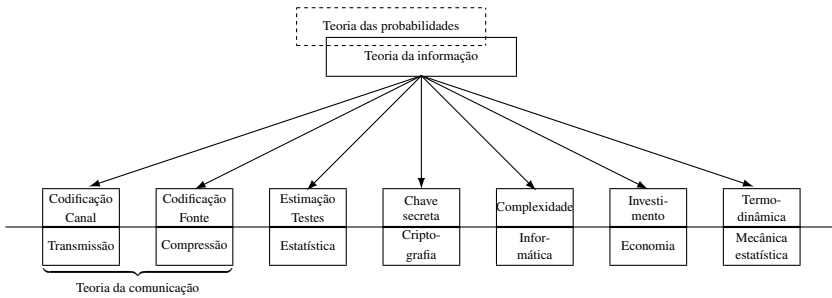 Teoria das probabilidades
Teoria da informação
Codificação
Canal
Codificação
Fonte
Estimação
Testes
Chave
secreta
Complexidade
Investi-
mento
Termo-
dinâmica
Transmissão
Compressão
Estatística
Cripto-
grafia
Infor-
mática
Economia
Mecânica
estatística
Teoria da comunicação